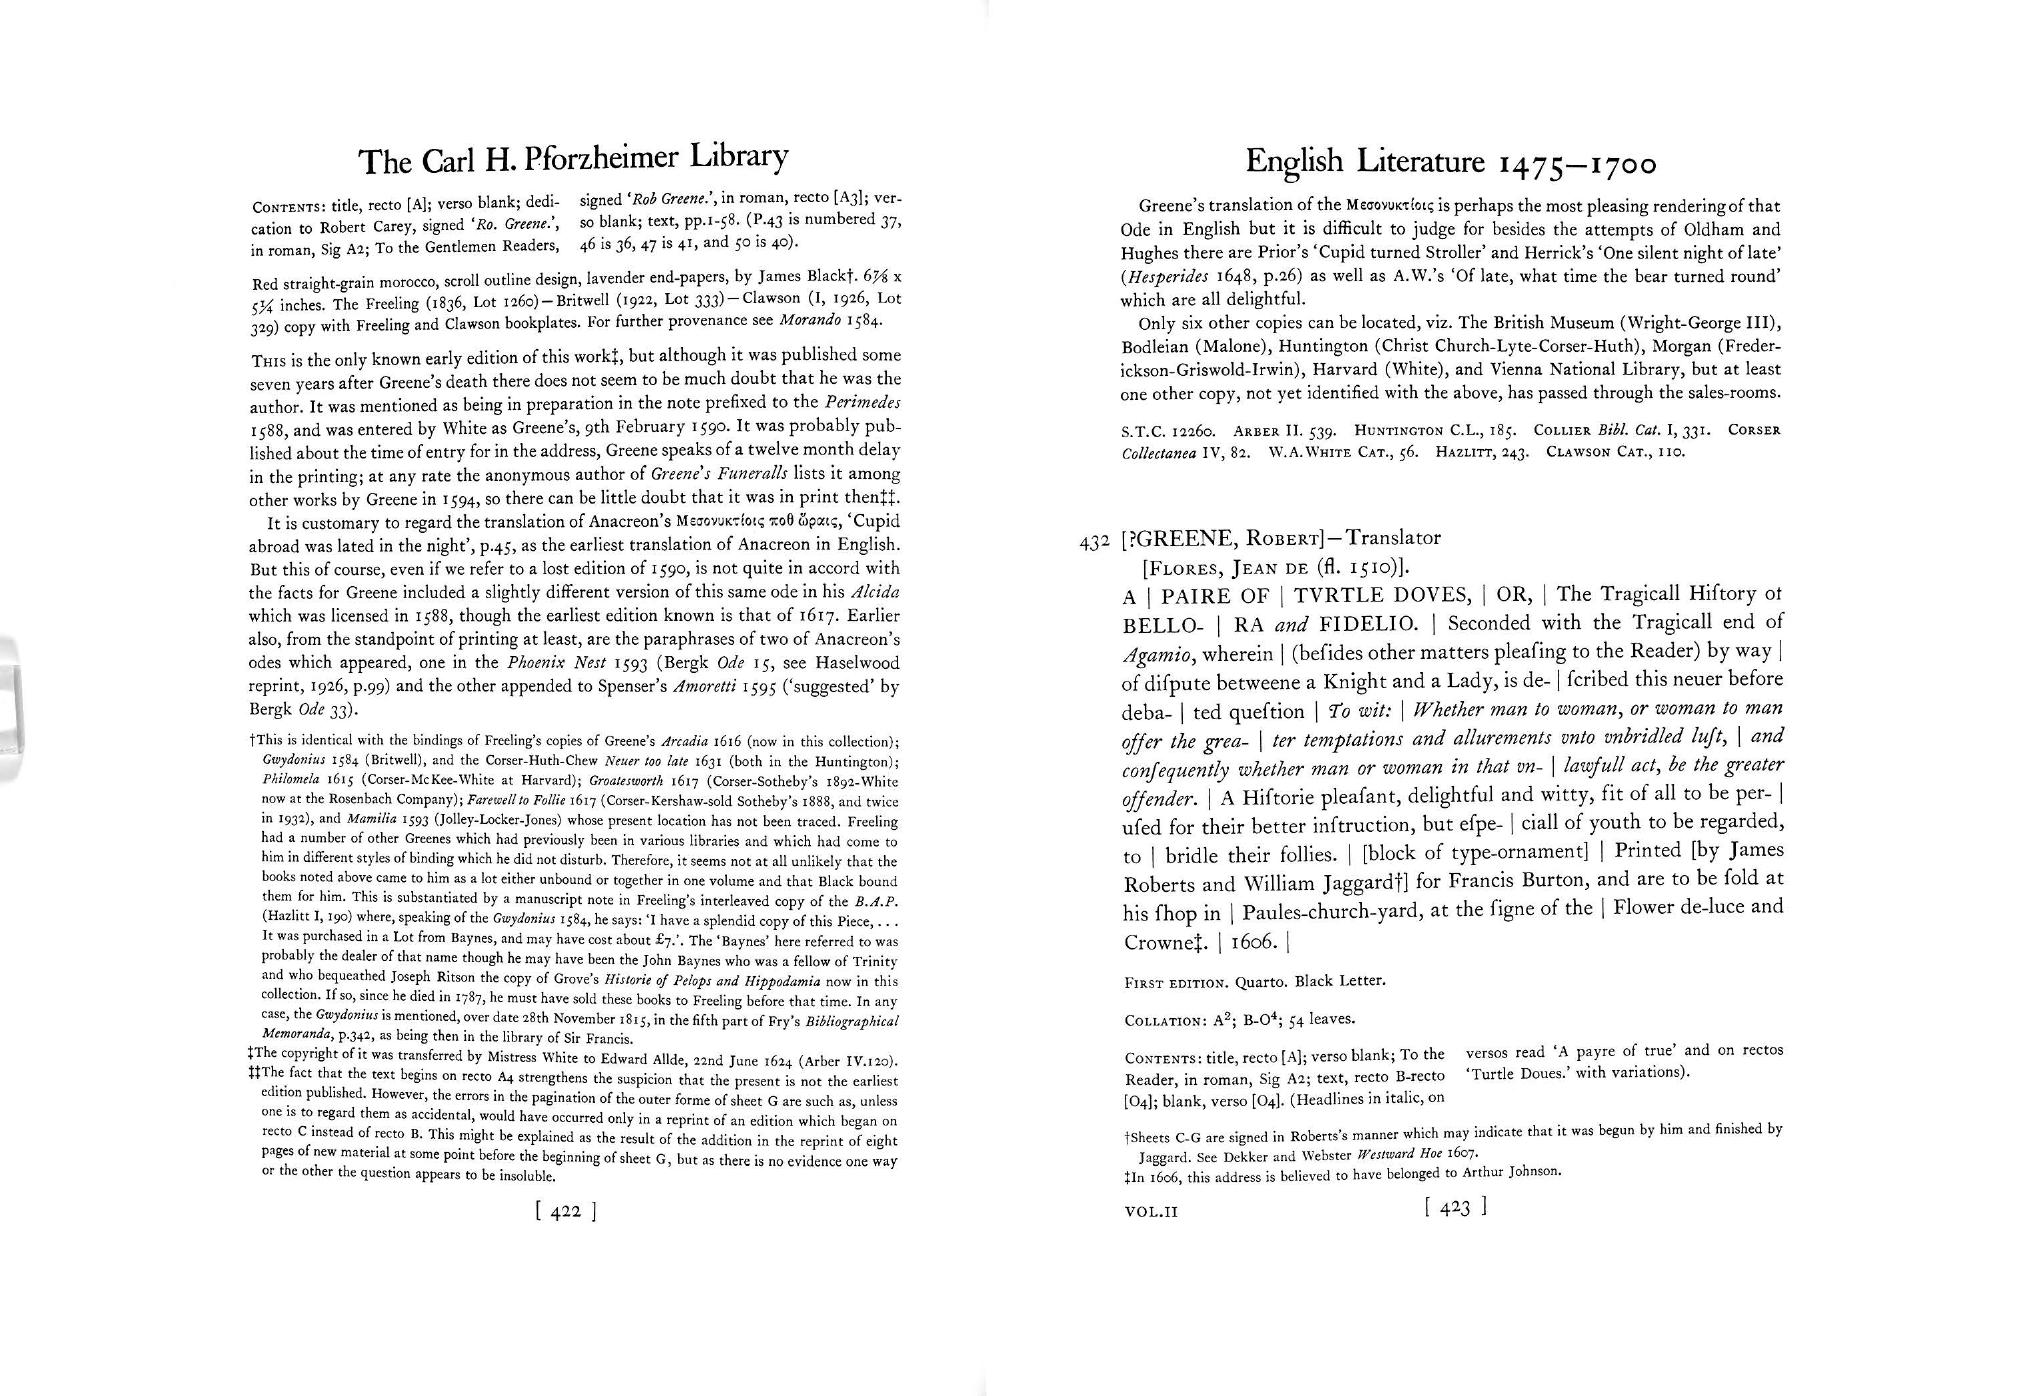 The Carl H. Pforzheimer Library
CONTENTS: title, recto [A]; verso blank; dedi-
cation to Robert Carey, signed ‘Ro. Greene.’,
in roman, Sig A2; To the Gentlemen Readers,
signed ‘Rob Greene.’, in roman, recto [A3]; ver-
so blank; text, pp.1-58. (P.43 is numbered 37,
46 is 36, 47 is 41, and 50 is 40).
Red straight-grain morocco, scroll outline design, lavender end-papers, by James Black†. 6⅞ x
5¼ inches. The Freeling (1836, Lot 1260)—Britwell (1922, Lot 333)—Clawson (I, 1926, Lot
329) copy with Freeling and Clawson bookplates. For further provenance see Morando 1584.
THIS is the only known early edition of this work‡, but although it was published some
seven years after Greene's death there does not seem to be much doubt that he was the
author. It was mentioned as being in preparation in the note prefixed to the Perimedes
1588, and was entered by White as Greene's, 9th February 1590. It was probably pub-
lished about the time of entry for in the address, Greene speaks of a twelve month delay
in the printing; at any rate the anonymous author of Greene's Funeralls lists it among
other works by Greene in 1594, so there can be little doubt that it was in print then‡‡.
It is customary to regard the translation of Anacreon's Μεσονυκτίοις ποθ ὥραις, ‘Cupid
abroad was lated in the night’, p.45, as the earliest translation of Anacreon in English.
But this of course, even if we refer to a lost edition of 1590, is not quite in accord with
the facts for Greene included a slightly different version of this same ode in his Alcida
which was licensed in 1588, though the earliest edition known is that of 1617. Earlier
also, from the standpoint of printing at least, are the paraphrases of two of Anacreon's
odes which appeared, one in the Phoenix Nest 1593 (Bergk Ode 15, see Haselwood
reprint, 1926, p.99) and the other appended to Spenser's Amoretti 1595 (‘suggested’ by
Bergk Ode 33).
†This is identical with the bindings of Freeling's copies of Greene's Arcadia 1616 (now in this collection);
Gwydonius 1584 (Britwell), and the Corser-Huth-Chew Neuer too late 1631 (both in the Huntington);
Philomela 1615 (Corser-McKee-White at Harvard); Groatesworth 1617 (Corser-Sotheby's 1892-White
now at the Rosenbach Company); Farewell to Follie 1617 (Corser-Kershaw-sold Sotheby's 1888, and twice
in 1932), and Mamilia 1593 (Jolley-Locker-Jones) whose present location has not been traced. Freeling
had a number of other Greenes which had previously been in various libraries and which had come to
him in different styles of binding which he did not disturb. Therefore, it seems not at all unlikely that the
books noted above came to him as a lot either unbound or together in one volume and that Black bound
them for him. This is substantiated by a manuscript note in Freeling's interleaved copy of the B.A.P.
(Hazlitt I, 190) where, speaking of the Gwydonius 1584, he says: ‘I have a splendid copy of this Piece, . . .
It was purchased in a Lot from Baynes, and may have cost about £7.’. The ‘Baynes’ here referred to was
probably the dealer of that name though he may have been the John Baynes who was a fellow of Trinity
and who bequeathed Joseph Ritson the copy of Grove's Historie of Pelops and Hippodamia now in this
collection. If so, since he died in 1787, he must have sold these books to Freeling before that time. In any
case, the Gwydonius is mentioned, over date 28th November 1815, in the fifth part of Fry's Bibliographical
Memoranda, p.342, as being then in the library of Sir Francis.
‡The copyright of it was transferred by Mistress White to Edward Allde, 22nd June 1624 (Arber IV.120).
‡‡The fact that the text begins on recto A4 strengthens the suspicion that the present is not the earliest
edition published. However, the errors in the pagination of the outer forme of sheet G are such as, unless
one is to regard them as accidental, would have occurred only in a reprint of an edition which began on
recto C instead of recto B. This might be explained as the result of the addition in the reprint of eight
pages of new material at some point before the beginning of sheet G, but as there is no evidence one way
or the other the question appears to be insoluble.
[ 422 ]
English Literature 1475—1700
Greene's translation of the Μεσονυκτίοις is perhaps the most pleasing rendering of that
Ode in English but it is difficult to judge for besides the attempts of Oldham and
Hughes there are Prior's ‘Cupid turned Stroller’ and Herrick's ‘One silent night of late’
(Hesperides 1648, p.26) as well as A.W.'s ‘Of late, what time the bear turned round’
which are all delightful.
Only six other copies can be located, viz. The British Museum (Wright-George III),
Bodleian (Malone), Huntington (Christ Church-Lyte-Corser-Huth), Morgan (Freder-
ickson-Griswold-Irwin), Harvard (White), and Vienna National Library, but at least
one other copy, not yet identified with the above, has passed through the sales-rooms.
S.T.C. 12260. ARBER II. 539. HUNTINGTON C.L., 185. COLLIER Bibl. Cat. I, 331. CORSER
Collectanea IV, 82. W.A.WHITE CAT., 56. HAZLITT, 243. CLAWSON CAT., 110.
432 [?GREENE, ROBERT]—Translator
[FLORES, JEAN DE (fl. 1510)].
A | PAIRE OF | TVRTLE DOVES, | OR, | The Tragicall Hiſtory of
BELLO- | RA and FIDELIO. | Seconded with the Tragicall end of
Agamio, wherein | (beſides other matters pleaſing to the Reader) by way |
of diſpute betweene a Knight and a Lady, is de- | ſcribed this neuer before
deba- | ted queſtion | To wit: | Whether man to woman, or woman to man
offer the grea- | ter temptations and allurements vnto vnbridled luſt, | and
conſequently whether man or woman in that vn- | lawfull act, be the greater
offender. | A Hiſtorie pleaſant, delightful and witty, fit of all to be per- |
uſed for their better inſtruction, but eſpe- | ciall of youth to be regarded,
to | bridle their follies. | [block of type-ornament] | Printed [by James
Roberts and William Jaggard†] for Francis Burton, and are to be ſold at
his ſhop in | Paules-church-yard, at the ſigne of the | Flower de-luce and
Crowne‡. | 1606. |
FIRST EDITION. Quarto. Black Letter.
COLLATION: A²; B-O⁴; 54 leaves.
CONTENTS: title, recto [A]; verso blank; To the
Reader, in roman, Sig A2; text, recto B-recto
[O4]; blank, verso [O4]. (Headlines in italic, on
versos read ‘A payre of true’ and on rectos
‘Turtle Doues.’ with variations).
†Sheets C-G are signed in Roberts's manner which may indicate that it was begun by him and finished by
Jaggard. See Dekker and Webster Westward Hoe 1607.
‡In 1606, this address is believed to have belonged to Arthur Johnson.
VOL.II
[ 423 ]